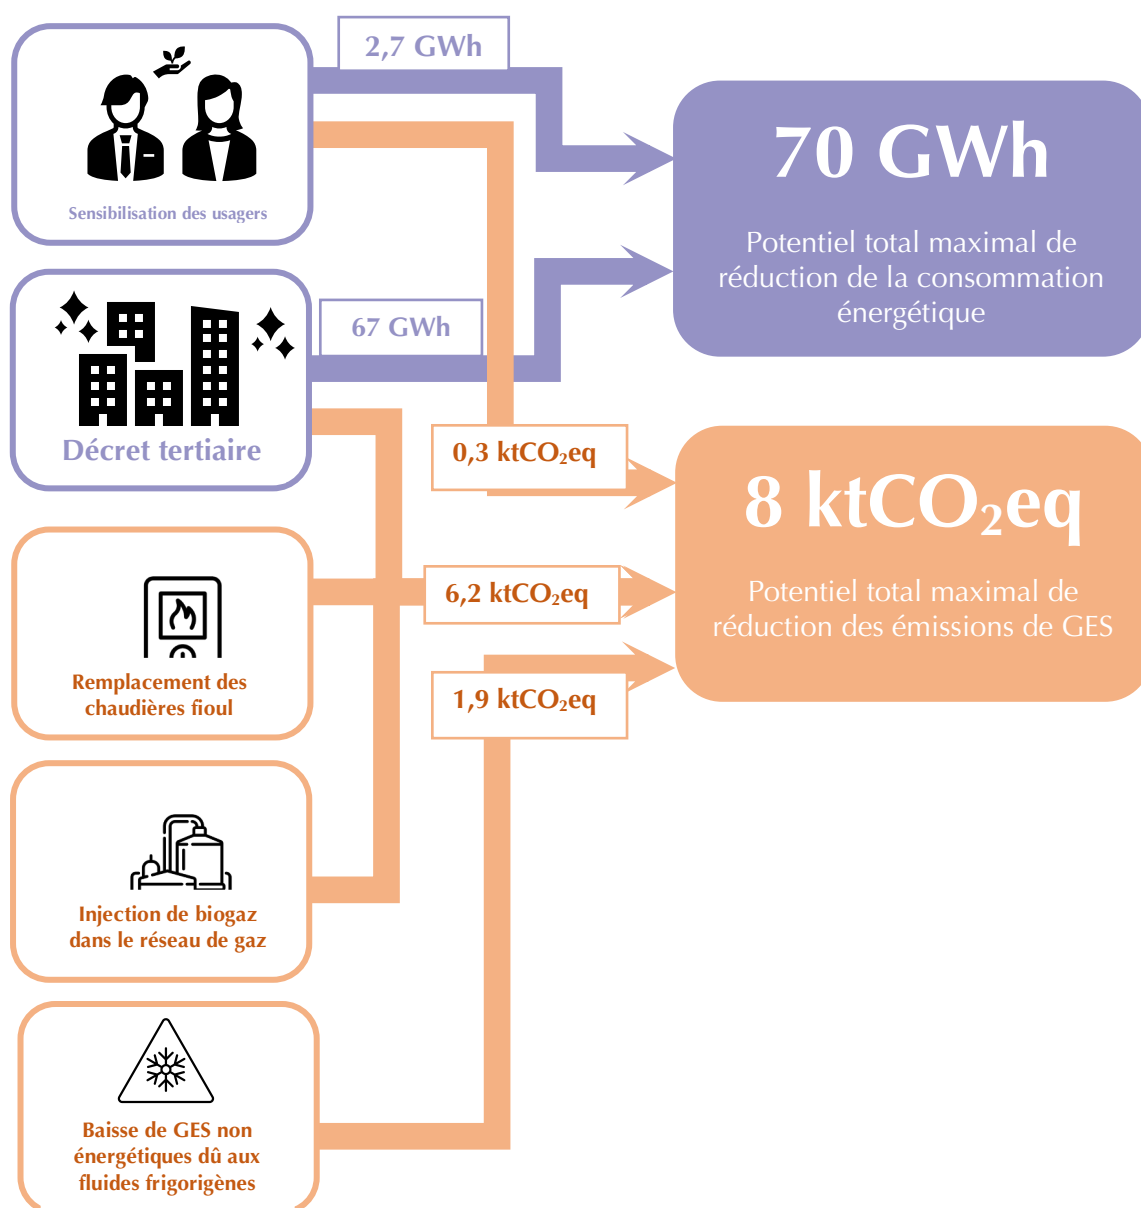 2,7 GWh
Sensibilisation des usagers
70 GWh
Potentiel total maximal de
réduction de la consommation
énergétique
67 GWh
Décret tertiaire
0,3 ktCO₂eq
8 ktCO₂eq
Potentiel total maximal de
réduction des émissions de GES
6,2 ktCO₂eq
Remplacement des
chaudières fioul
1,9 ktCO₂eq
Injection de biogaz
dans le réseau de gaz
Baisse de GES non
énergétiques dû aux
fluides frigorigènes